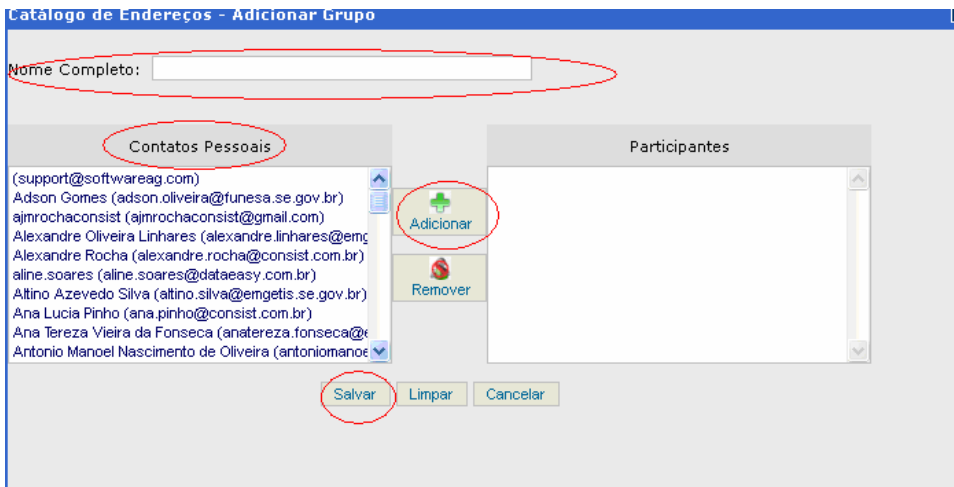 Catálogo de Endereços - Adicionar Grupo
Nome Completo:
Contatos Pessoais
Participantes
(support@softwareag.com)
Adson Gomes (adson.oliveira@funesa.se.gov.br)
ajmrochaconsist (ajmrochaconsist@gmail.com)
Alexandre Oliveira Linhares (alexandre.linhares@emg
Alexandre Rocha (alexandre.rocha@consist.com.br)
aline.soares (aline.soares@dataeasy.com.br)
Altino Azevedo Silva (altino.silva@emgetis.se.gov.br)
Ana Lucia Pinho (ana.pinho@consist.com.br)
Ana Tereza Vieira da Fonseca (anatereza.fonseca@e
Antonio Manoel Nascimento de Oliveira (antoniomanoe
Adicionar
Remover
Salvar Limpar Cancelar